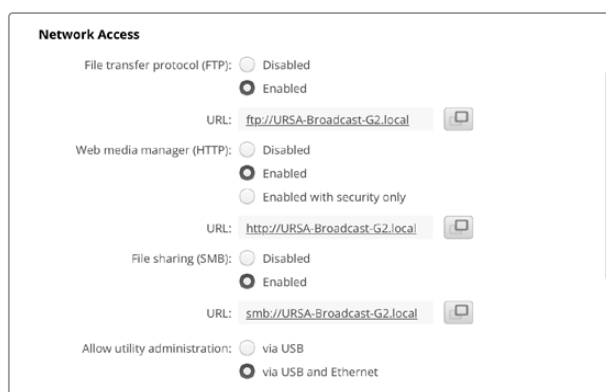 Network Access
File transfer protocol (FTP): Disabled
Enabled
URL: ftp://URSA-Broadcast-G2.local
Web media manager (HTTP): Disabled
Enabled
Enabled with security only
URL: http://URSA-Broadcast-G2.local
File sharing (SMB): Disabled
Enabled
URL: smb://URSA-Broadcast-G2.local
Allow utility administration: via USB
via USB and Ethernet